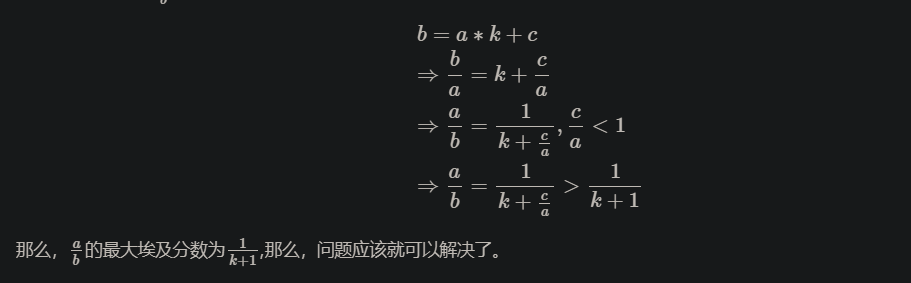 b = a ∗ k + c
⇒ b/a = k + c/a
⇒ a/b = 1/(k + c/a), c/a < 1
⇒ a/b = 1/(k + c/a) > 1/(k + 1)
那么，a/b的最大埃及分数为1/(k+1),那么，问题应该就可以解决了。